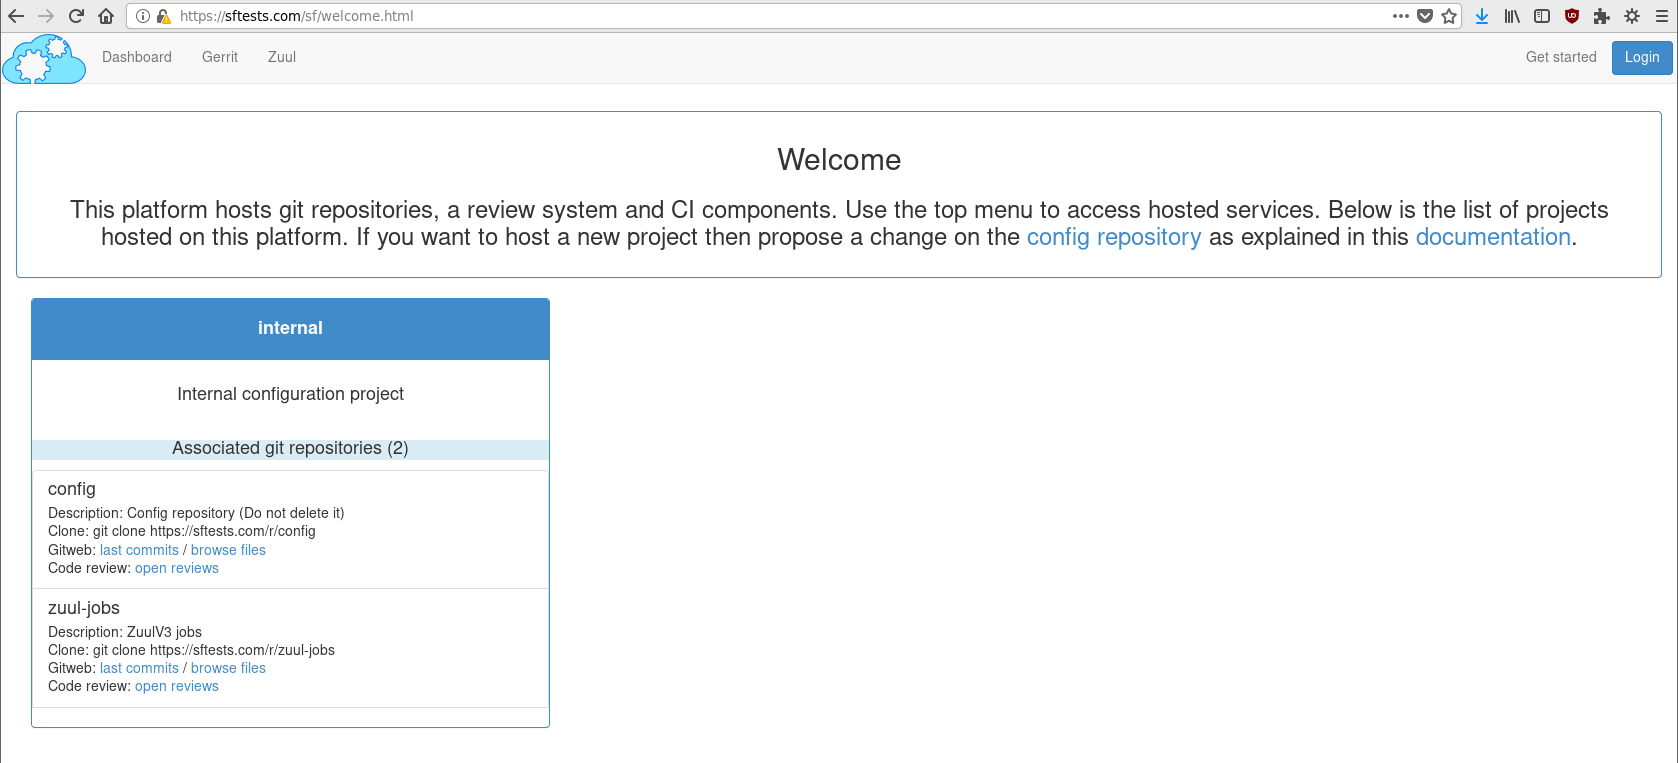 https://sftests.com/sf/welcome.html
Dashboard Gerrit Zuul Get started Login
Welcome
This platform hosts git repositories, a review system and CI components. Use the top menu to access hosted services. Below is the list of projects
hosted on this platform. If you want to host a new project then propose a change on the config repository as explained in this documentation.
internal
Internal configuration project
Associated git repositories (2)
config
Description: Config repository (Do not delete it)
Clone: git clone https://sftests.com/r/config
Gitweb: last commits / browse files
Code review: open reviews
zuul-jobs
Description: ZuulV3 jobs
Clone: git clone https://sftests.com/r/zuul-jobs
Gitweb: last commits / browse files
Code review: open reviews